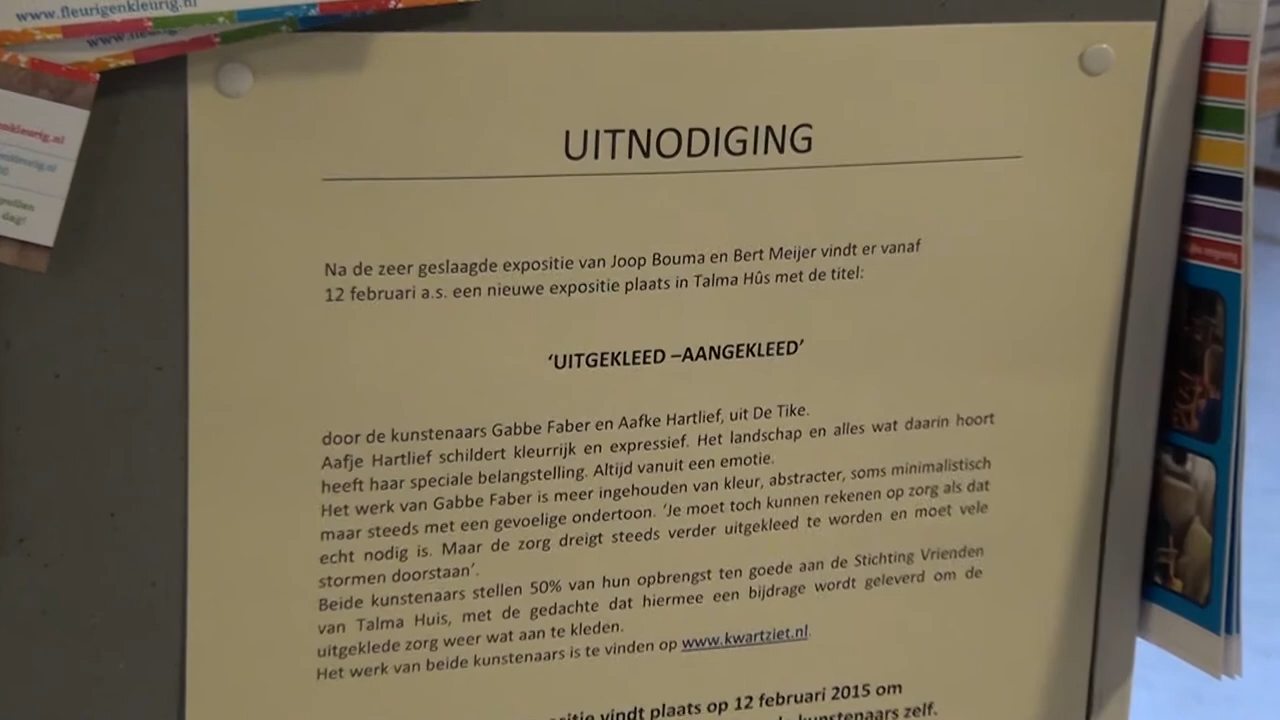 www.fleurigenkleurig.nl
www.
UITNODIGING
Na de zeer geslaagde expositie van Joop Bouma en Bert Meijer vindt er vanaf
12 februari a.s. een nieuwe expositie plaats in Talma Hûs met de titel:
‘UITGEKLEED –AANGEKLEED’
door de kunstenaars Gabbe Faber en Aafke Hartlief, uit De Tike.
Aafje Hartlief schildert kleurrijk en expressief. Het landschap en alles wat daarin hoort
heeft haar speciale belangstelling. Altijd vanuit een emotie.
Het werk van Gabbe Faber is meer ingehouden van kleur, abstracter, soms minimalistisch
maar steeds met een gevoelige ondertoon. ‘Je moet toch kunnen rekenen op zorg als dat
echt nodig is. Maar de zorg dreigt steeds verder uitgekleed te worden en moet vele
stormen doorstaan’.
Beide kunstenaars stellen 50% van hun opbrengst ten goede aan de Stichting Vrienden
van Talma Huis, met de gedachte dat hiermee een bijdrage wordt geleverd om de
uitgeklede zorg weer wat aan te kleden.
Het werk van beide kunstenaars is te vinden op www.kwartziet.nl.
vindt plaats op 12 februari 2015 om
kunstenaars zelf.
dag!